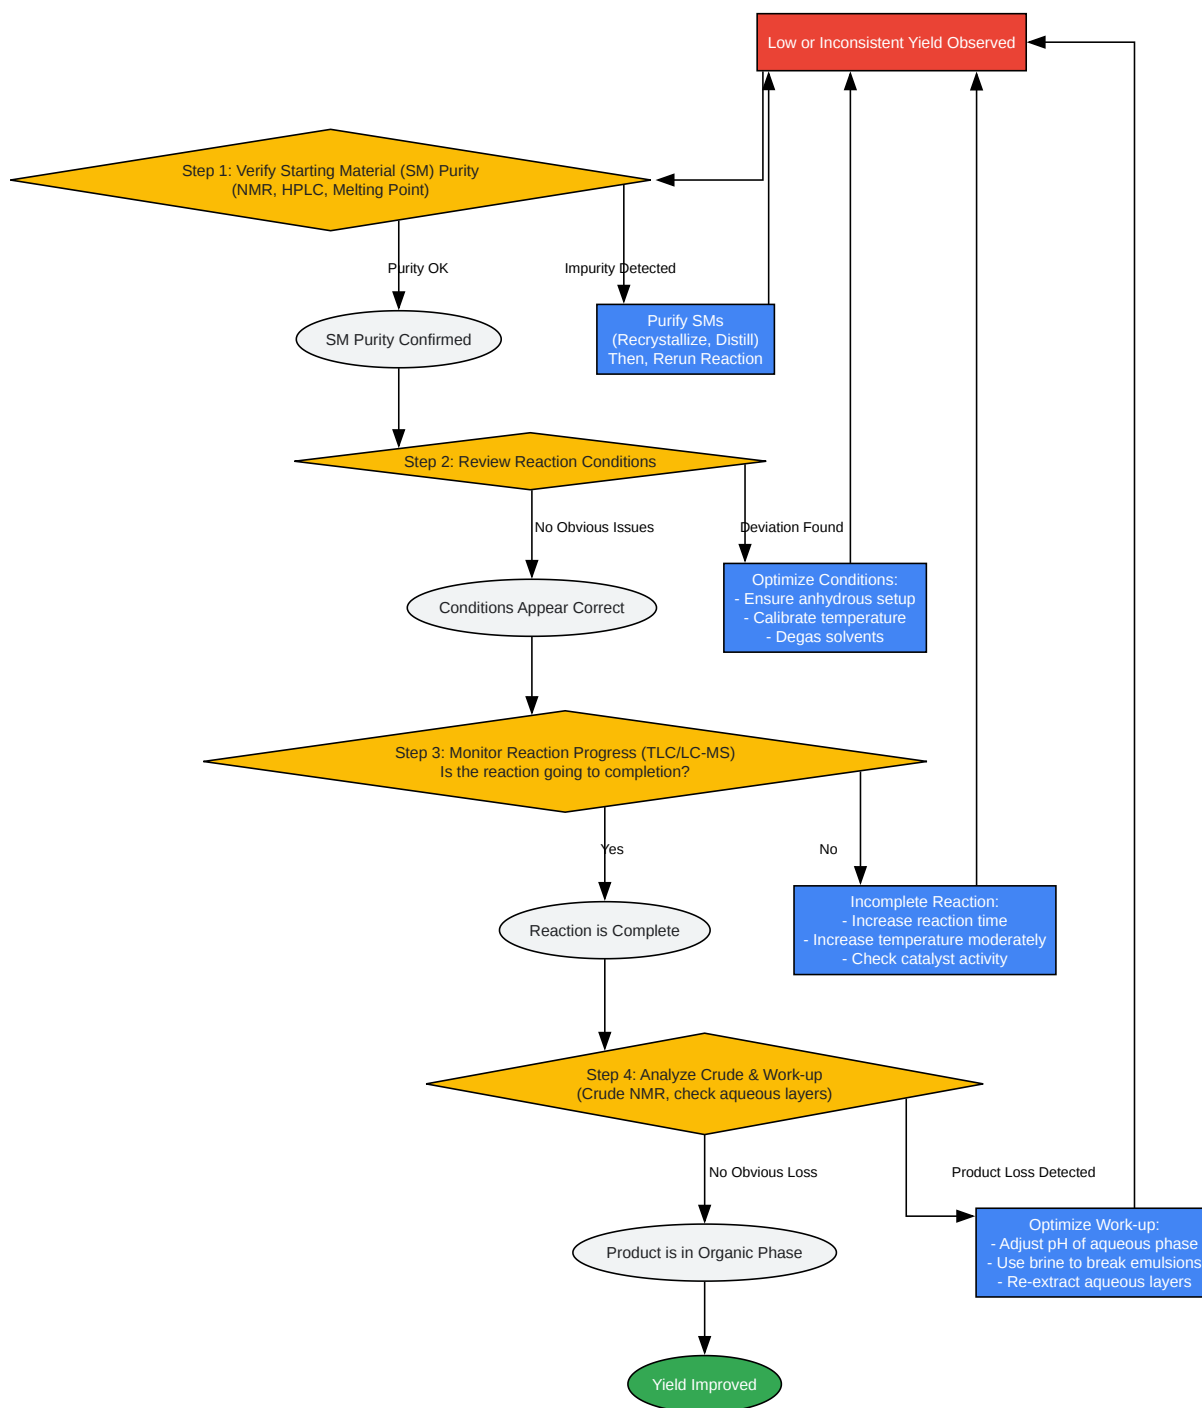 Low or Inconsistent Yield Observed
Step 1: Verify Starting Material (SM) Purity
(NMR, HPLC, Melting Point)
Purity OK
Impurity Detected
SM Purity Confirmed
Purify SMs
(Recrystallize, Distill)
Then, Rerun Reaction
Step 2: Review Reaction Conditions
No Obvious Issues
Deviation Found
Conditions Appear Correct
Optimize Conditions:
- Ensure anhydrous setup
- Calibrate temperature
- Degas solvents
Step 3: Monitor Reaction Progress (TLC/LC-MS)
Is the reaction going to completion?
Yes
No
Reaction is Complete
Incomplete Reaction:
- Increase reaction time
- Increase temperature moderately
- Check catalyst activity
Step 4: Analyze Crude & Work-up
(Crude NMR, check aqueous layers)
No Obvious Loss
Product Loss Detected
Product is in Organic Phase
Optimize Work-up:
- Adjust pH of aqueous phase
- Use brine to break emulsions
- Re-extract aqueous layers
Yield Improved